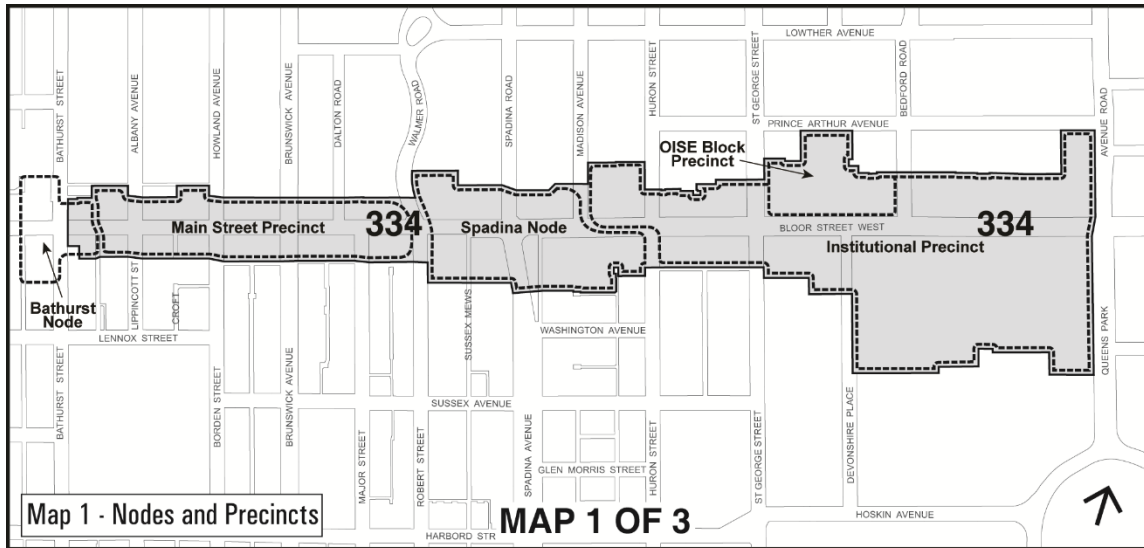 LOWTHER AVENUE
BATHURST STREET
ALBANY AVENUE
HOWLAND AVENUE
BRUNSWICK AVENUE
DALTON ROAD
WALMER ROAD
SPADINA ROAD
MADISON AVENUE
HURON STREET
ST GEORGE STREET
BEDFORD ROAD
AVENUE ROAD
PRINCE ARTHUR AVENUE
OISE Block
Precinct
Main Street Precinct
334
Spadina Node
BLOOR STREET WEST
334
Institutional Precinct
Bathurst
Node
LIPPINCOTT ST
CROFT
LENNOX STREET
SUSSEX MEWS
WASHINGTON AVENUE
QUEENS PARK
BATHURST STREET
BORDEN STREET
BRUNSWICK AVENUE
SUSSEX AVENUE
DEVONSHIRE PLACE
MAJOR STREET
ROBERT STREET
SPADINA AVENUE
GLEN MORRIS STREET
HURON STREET
ST GEORGE STREET
HOSKIN AVENUE
Map 1 - Nodes and Precincts
MAP 1 OF 3
HARBORD STR